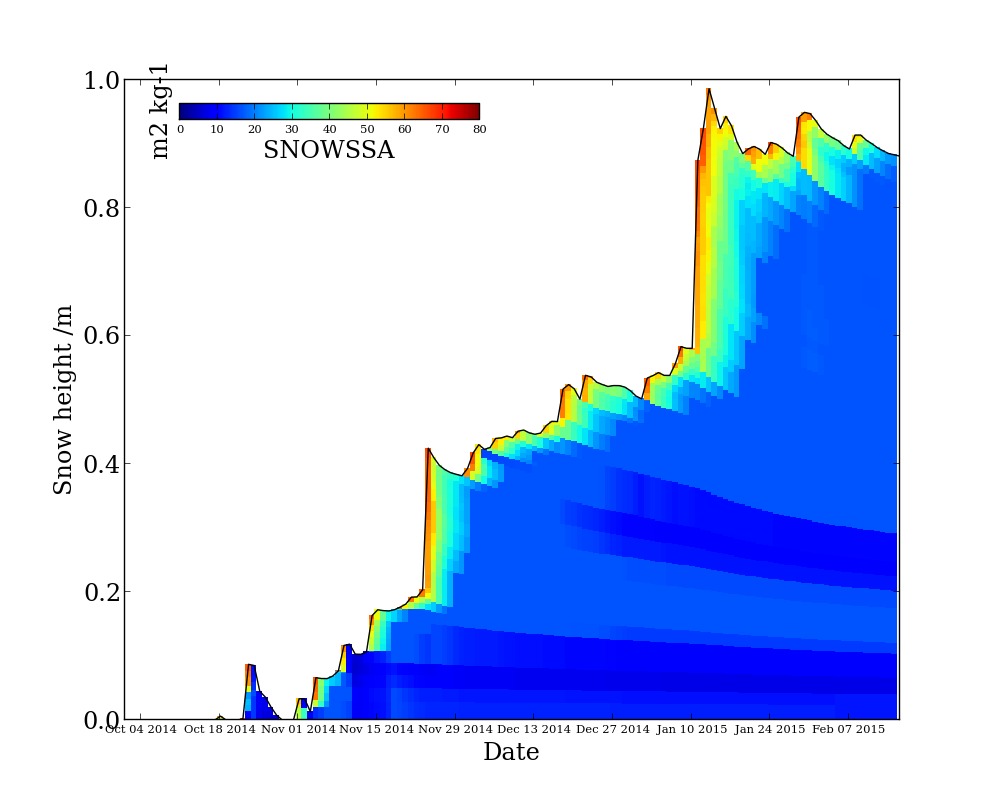 m2 kg-1
0 10 20 30 40 50 60 70 80
SNOWSSA
Snow height /m
1.0
0.8
0.6
0.4
0.2
0.0
Oct 04 2014 Oct 18 2014 Nov 01 2014 Nov 15 2014 Nov 29 2014 Dec 13 2014 Dec 27 2014 Jan 10 2015 Jan 24 2015 Feb 07 2015
Date